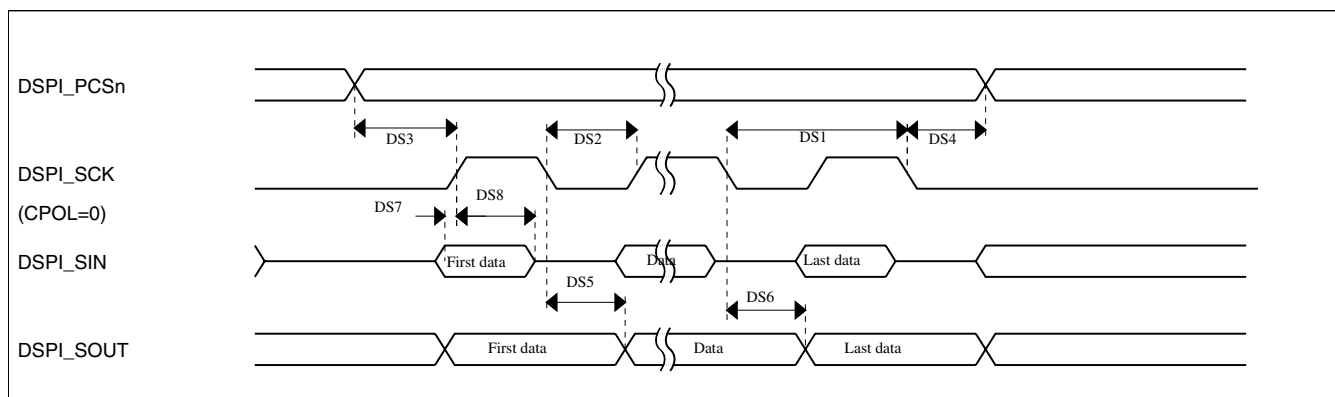 DSPI_PCSn
DS3
DS2
DS1
DS4
DSPI_SCK
(CPOL=0)
DS7
DS8
DSPI_SIN
First data
Data
Last data
DS5
DS6
DSPI_SOUT
First data
Data
Last data